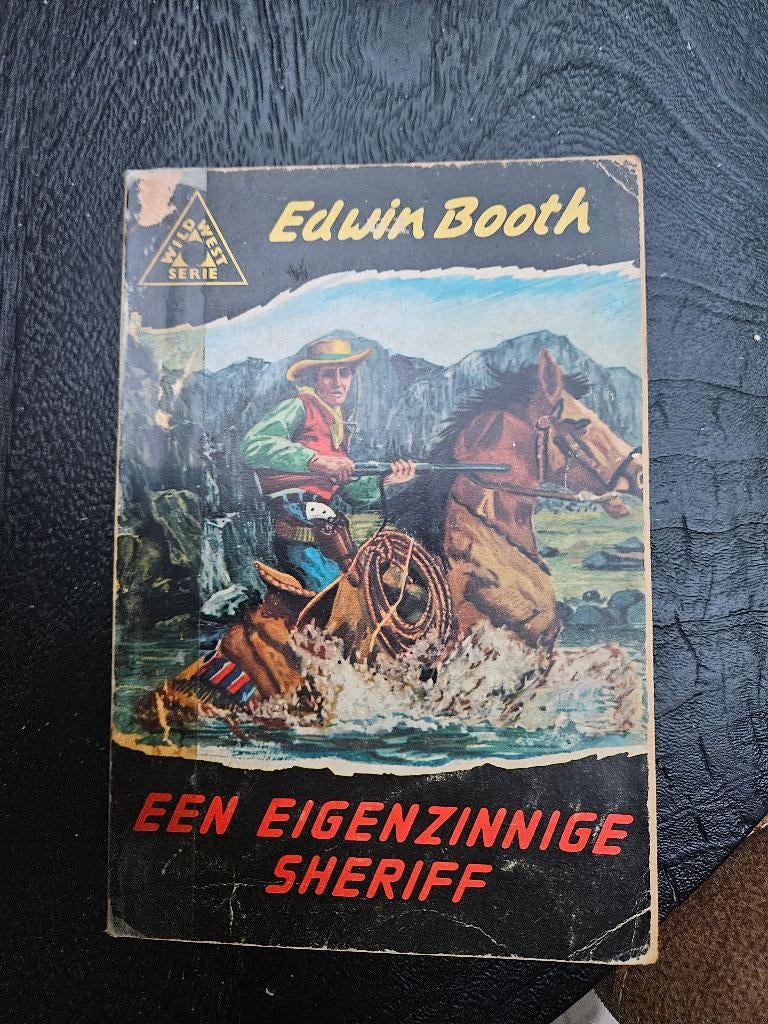 WILD WEST
SERIE
Edwin Booth
EEN EIGENZINNIGE
SHERIFF